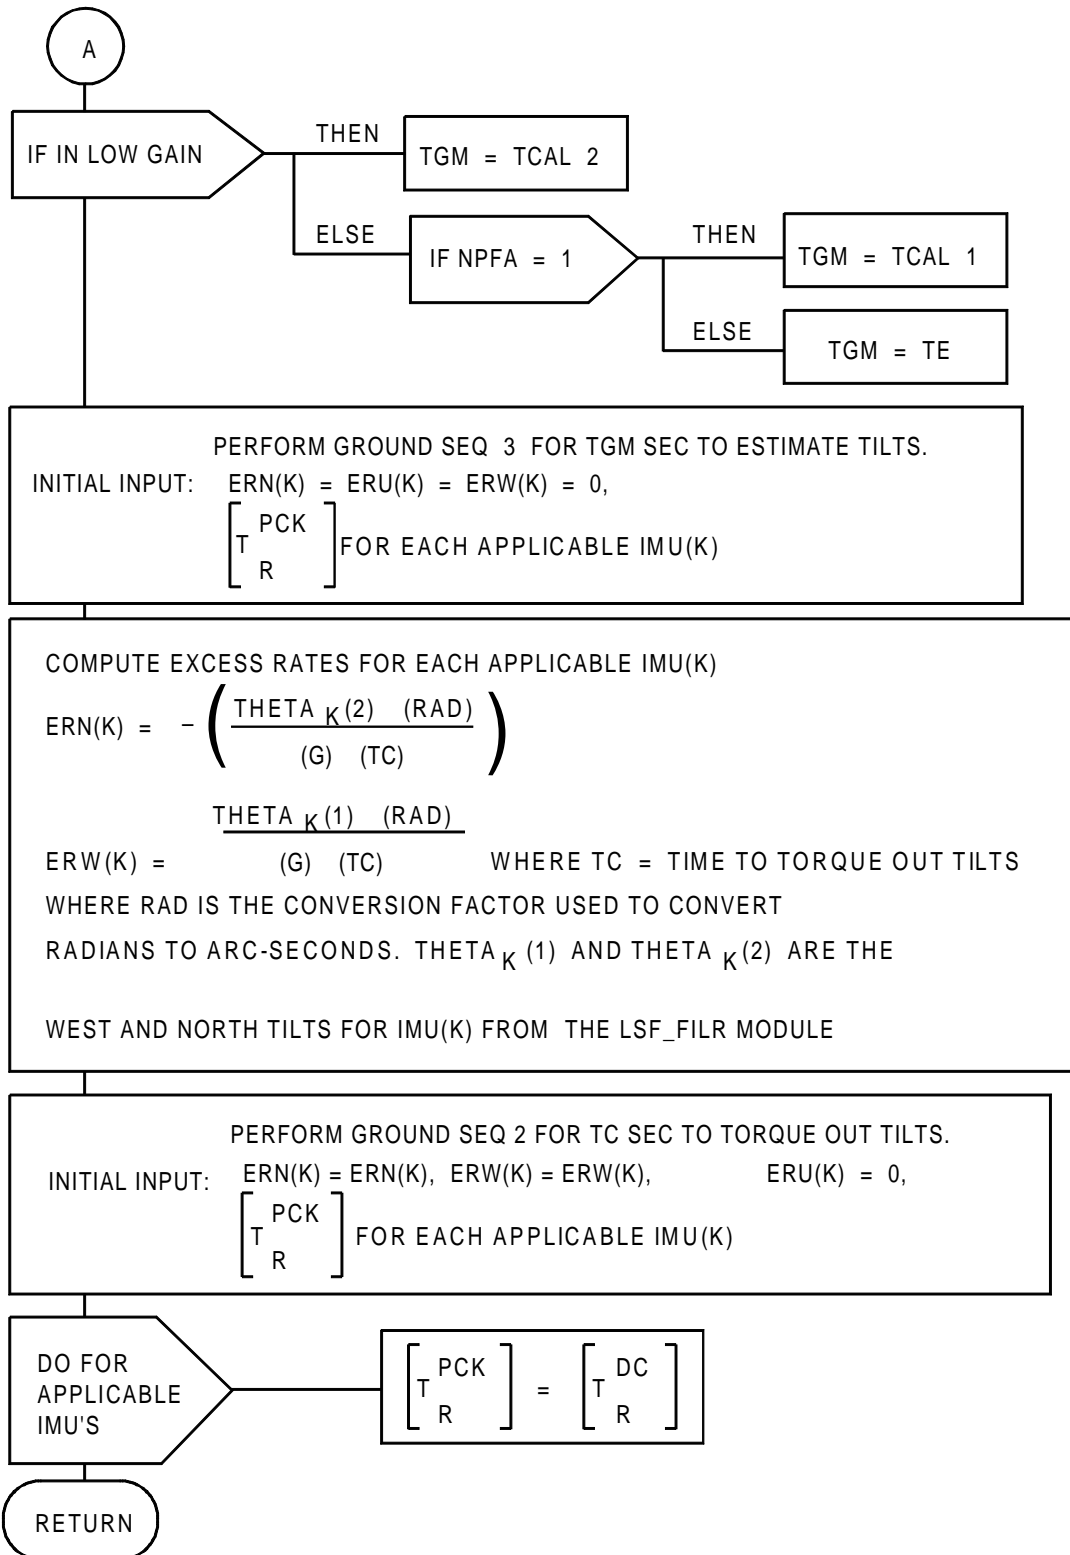 A
IF IN LOW GAIN
THEN
TGM = TCAL 2
ELSE
IF NPFA = 1
THEN
TGM = TCAL 1
ELSE
TGM = TE
PERFORM GROUND SEQ 3 FOR TGM SEC TO ESTIMATE TILTS.
INITIAL INPUT: ERN(K) = ERU(K) = ERW(K) = 0,
PCK
T FOR EACH APPLICABLE IMU(K)
R
COMPUTE EXCESS RATES FOR EACH APPLICABLE IMU(K)
THETA K (2) (RAD)
ERN(K) = – ( )
(G) (TC)
THETA K (1) (RAD)
ERW(K) = (G) (TC) WHERE TC = TIME TO TORQUE OUT TILTS
WHERE RAD IS THE CONVERSION FACTOR USED TO CONVERT
RADIANS TO ARC-SECONDS. THETA K (1) AND THETA K (2) ARE THE
WEST AND NORTH TILTS FOR IMU(K) FROM THE LSF_FILR MODULE
PERFORM GROUND SEQ 2 FOR TC SEC TO TORQUE OUT TILTS.
INITIAL INPUT: ERN(K) = ERN(K), ERW(K) = ERW(K), ERU(K) = 0,
PCK
T FOR EACH APPLICABLE IMU(K)
R
DO FOR
APPLICABLE
IMU'S
PCK DC
T = T
R R
RETURN